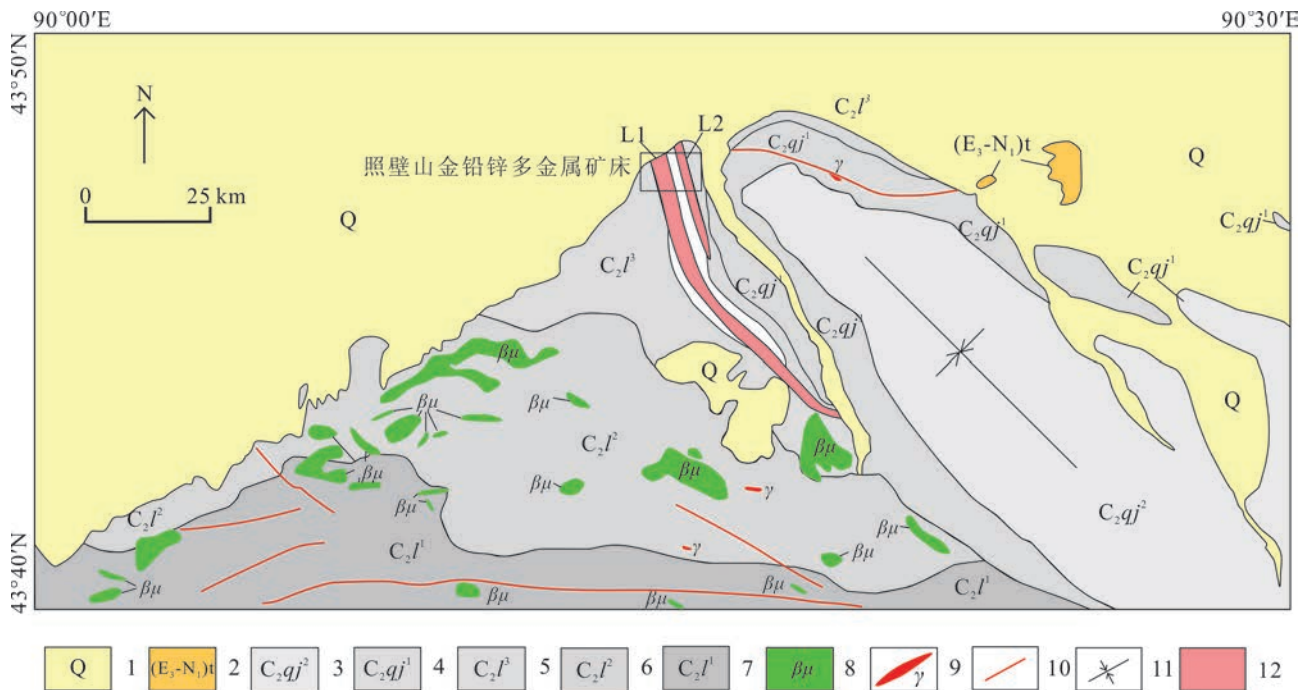 90°00′E
90°30′E
43°50′N
43°40′N
N
0
25 km
L1
L2
照壁山金铅锌多金属矿床
C₂l³
C₂qj¹
γ
(E₃-N₁)t
Q
Q
C₂qj¹
C₂qj¹
C₂qj¹
C₂l³
C₂qj¹
C₂qj¹
Q
Q
βμ
βμ
βμ
C₂l²
βμ
βμ
βμ
βμ
βμ
γ
C₂qj²
C₂l²
βμ
C₂l¹
γ
βμ
βμ
C₂l¹
βμ
βμ
βμ
βμ
Q 1 (E₃-N₁)t 2 C₂qj² 3 C₂qj¹ 4 C₂l³ 5 C₂l² 6 C₂l¹ 7 βμ 8 γ 9 10 11 12